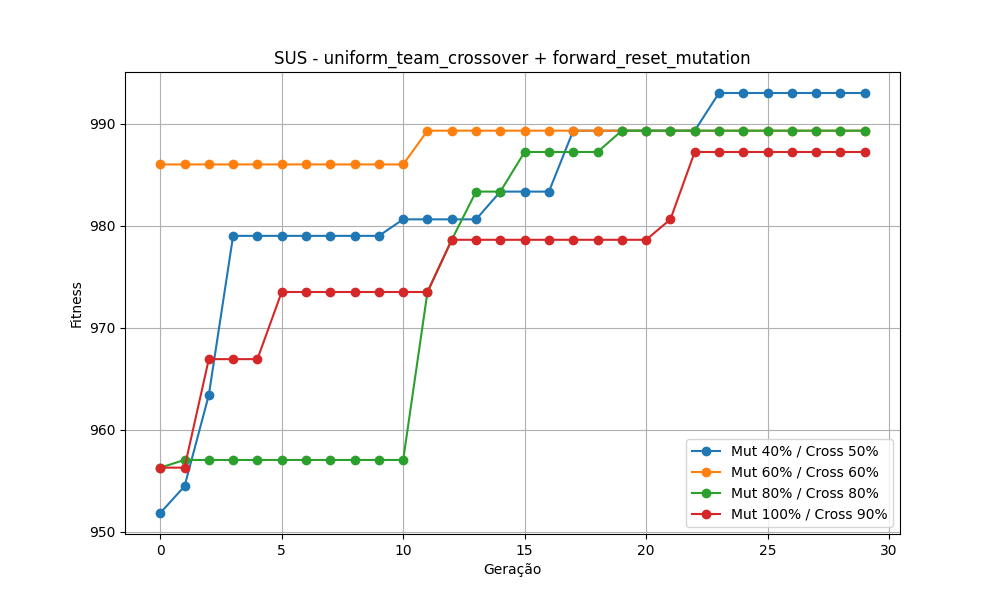 SUS - uniform_team_crossover + forward_reset_mutation
990
980
970
960
950
Fitness
0
5
10
15
20
25
30
Geração
Mut 40% / Cross 50%
Mut 60% / Cross 60%
Mut 80% / Cross 80%
Mut 100% / Cross 90%